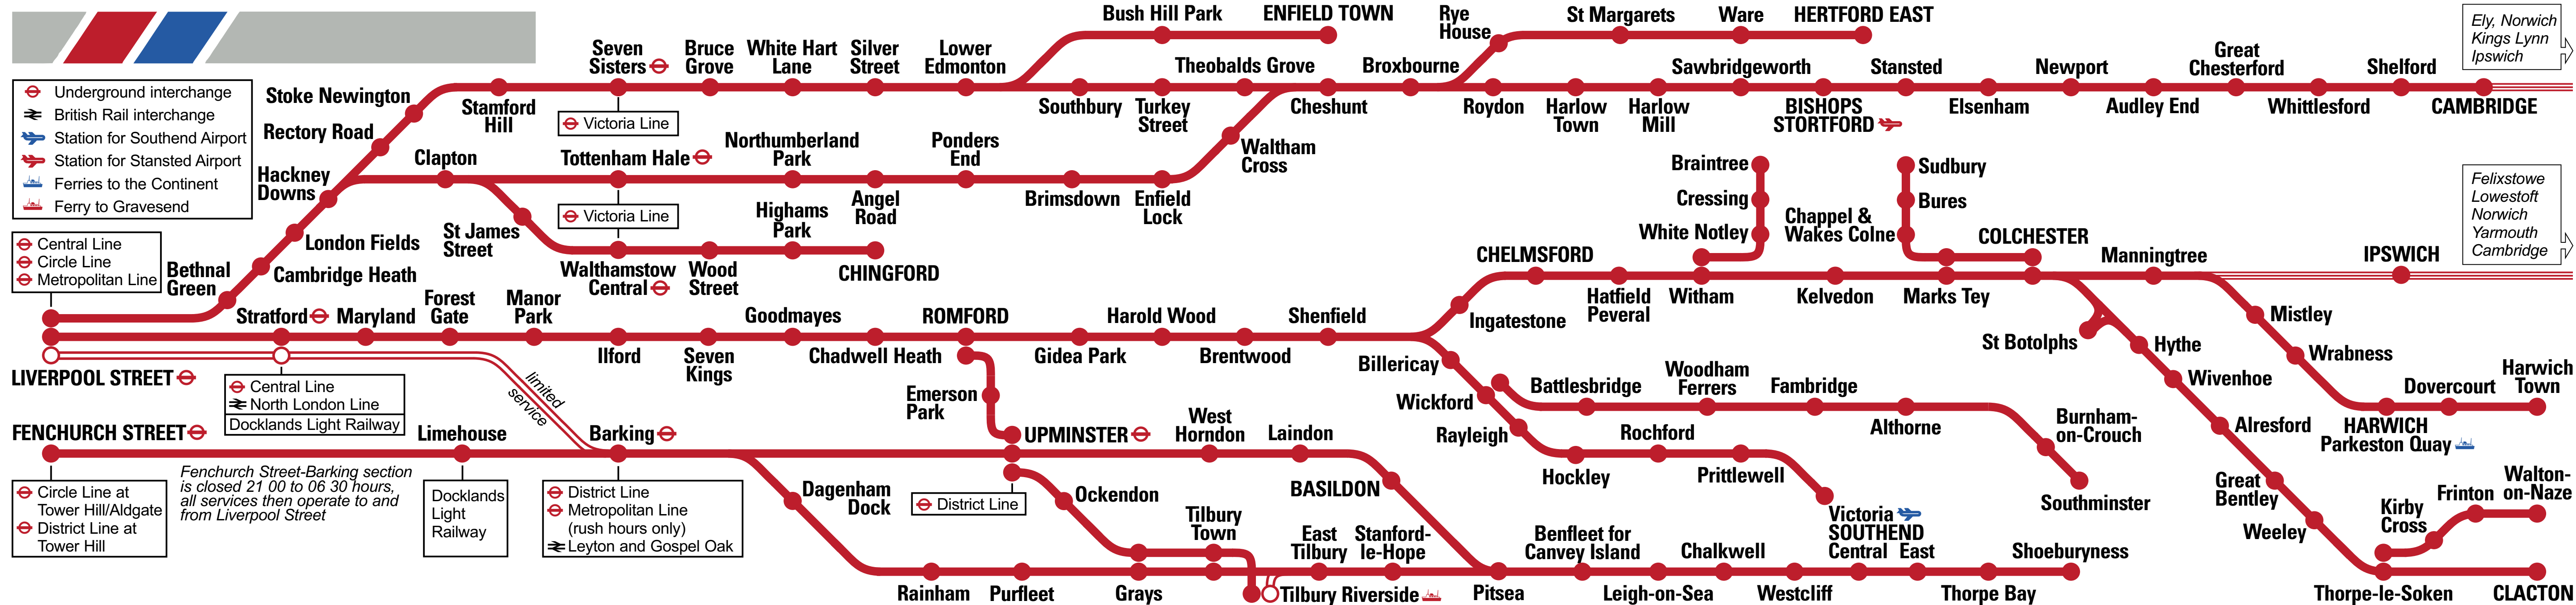 Underground interchange
British Rail interchange
Station for Southend Airport
Station for Stansted Airport
Ferries to the Continent
Ferry to Gravesend
Central Line
Circle Line
Metropolitan Line
LIVERPOOL STREET
Bethnal
Green
Cambridge Heath
London Fields
Hackney
Downs
Rectory Road
Stoke Newington
Stamford
Hill
Seven
Sisters
Victoria Line
Bruce
Grove
White Hart
Lane
Silver
Street
Lower
Edmonton
Bush Hill Park
ENFIELD TOWN
Southbury
Turkey
Street
Theobalds Grove
Cheshunt
Broxbourne
Rye
House
St Margarets
Ware
HERTFORD EAST
Roydon
Harlow
Town
Harlow
Mill
Sawbridgeworth
BISHOPS
STORTFORD
Stansted
Elsenham
Newport
Audley End
Great
Chesterford
Whittlesford
Shelford
CAMBRIDGE
Ely, Norwich
Kings Lynn
Ipswich
Clapton
Tottenham Hale
Victoria Line
Northumberland
Park
Angel
Road
Ponders
End
Brimsdown
Enfield
Lock
Waltham
Cross
St James
Street
Walthamstow
Central
Wood
Street
Highams
Park
CHINGFORD
Stratford
Central Line
North London Line
Docklands Light Railway
Maryland
Forest
Gate
Manor
Park
Ilford
Seven
Kings
Goodmayes
Chadwell Heath
ROMFORD
Gidea Park
Harold Wood
Brentwood
Shenfield
Emerson
Park
UPMINSTER
Ingatestone
CHELMSFORD
Hatfield
Peveral
Witham
White Notley
Cressing
Braintree
Kelvedon
Marks Tey
Chappel &
Wakes Colne
Bures
Sudbury
COLCHESTER
Manningtree
IPSWICH
Felixstowe
Lowestoft
Norwich
Yarmouth
Cambridge
Mistley
Wrabness
HARWICH
Parkeston Quay
Dovercourt
Harwich
Town
St Botolphs
Hythe
Wivenhoe
Alresford
Great
Bentley
Weeley
Thorpe-le-Soken
CLACTON
Kirby
Cross
Frinton
Walton-
on-Naze
Billericay
Wickford
Battlesbridge
Woodham
Ferrers
Fambridge
Althorne
Burnham-
on-Crouch
Southminster
Rayleigh
Hockley
Rochford
Prittlewell
Victoria
SOUTHEND
Central East
limited
service
FENCHURCH STREET
Circle Line at
Tower Hill/Aldgate
District Line at
Tower Hill
Fenchurch Street-Barking section
is closed 21 00 to 06 30 hours,
all services then operate to and
from Liverpool Street
Limehouse
Docklands
Light
Railway
Barking
District Line
Metropolitan Line
(rush hours only)
Leyton and Gospel Oak
District Line
West
Horndon
Laindon
BASILDON
Ockendon
Dagenham
Dock
Rainham
Purfleet
Grays
Tilbury
Town
Tilbury Riverside
East
Tilbury
Stanford-
le-Hope
Pitsea
Benfleet for
Canvey Island
Leigh-on-Sea
Chalkwell
Westcliff
Thorpe Bay
Shoeburyness